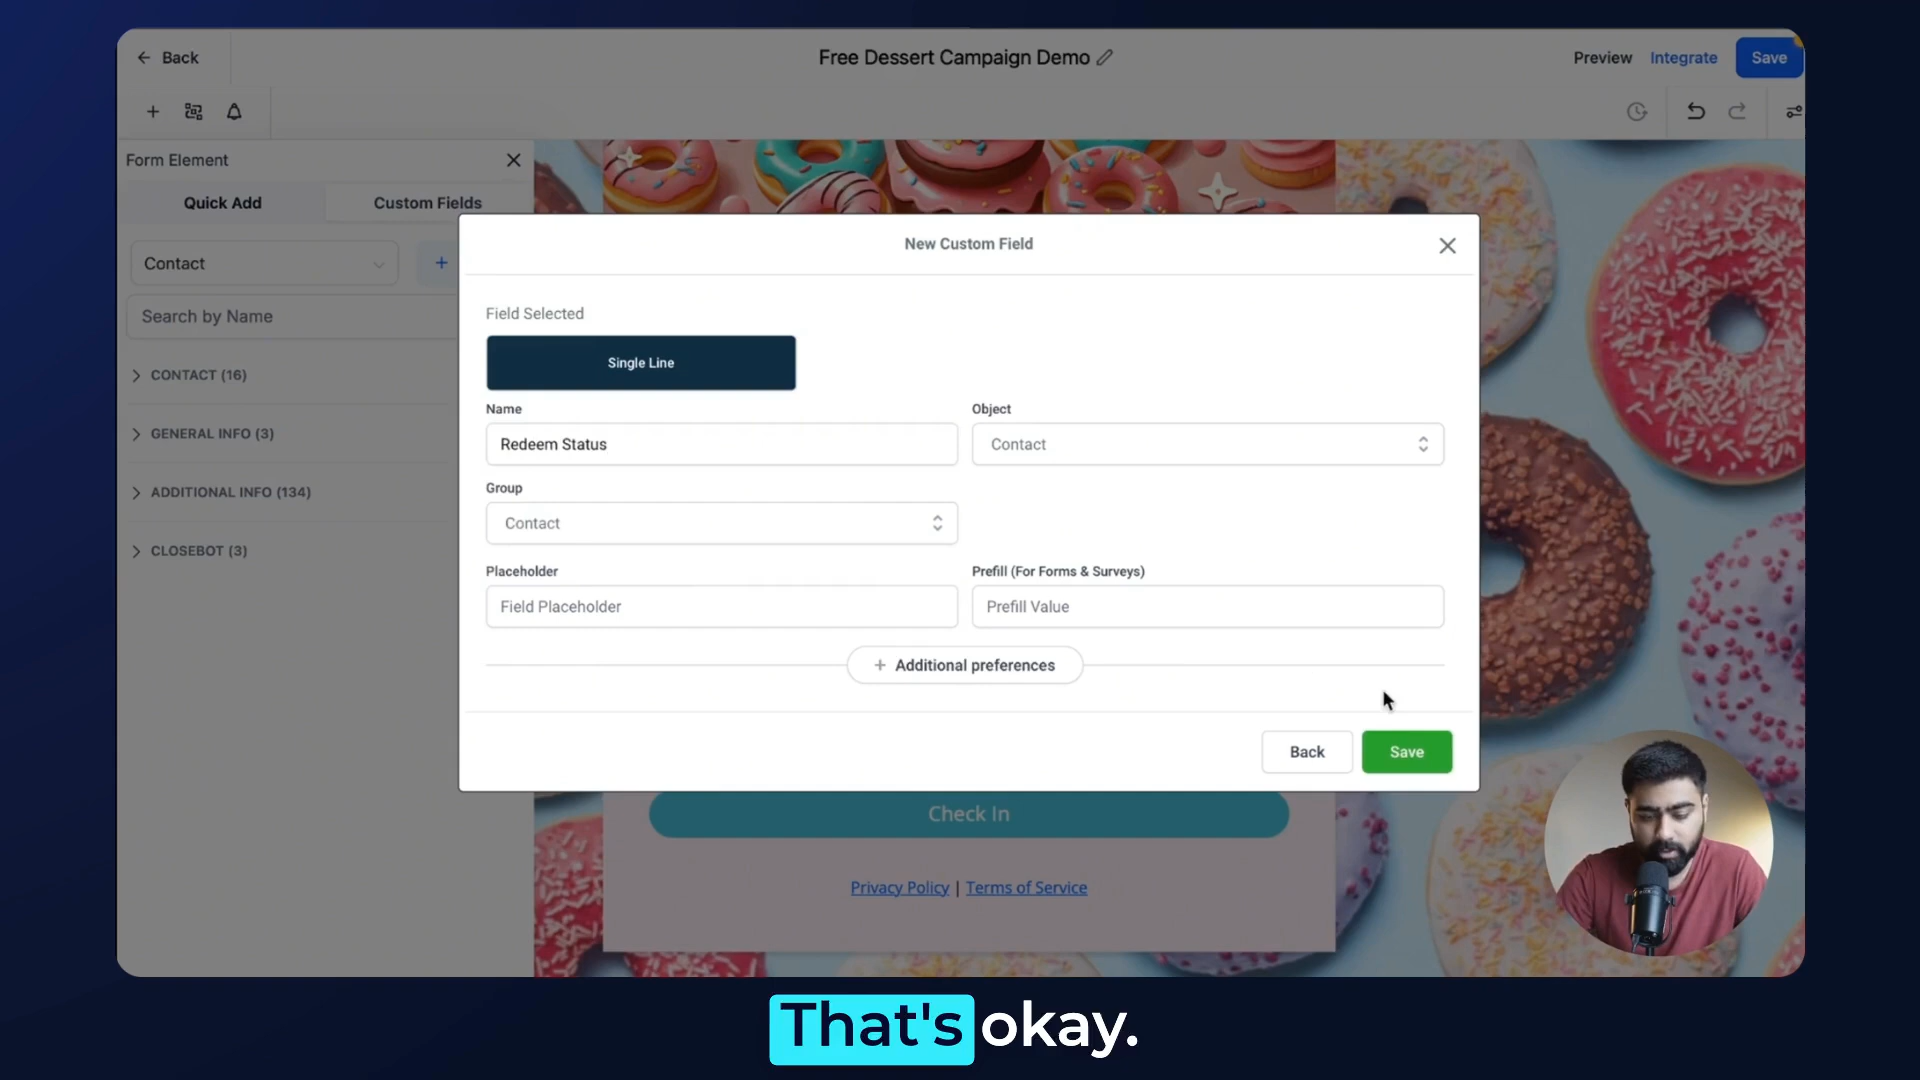 Back
Free Dessert Campaign Demo
Preview
Integrate
Save
Form Element
Quick Add
Custom Fields
Contact
Search by Name
CONTACT (16)
GENERAL INFO (3)
ADDITIONAL INFO (134)
CLOSEBOT (3)
New Custom Field
Field Selected
Single Line
Name
Object
Redeem Status
Contact
Group
Contact
Placeholder
Prefill (For Forms & Surveys)
Field Placeholder
Prefill Value
+ Additional preferences
Back
Save
Check In
Privacy Policy | Terms of Service
That's okay.